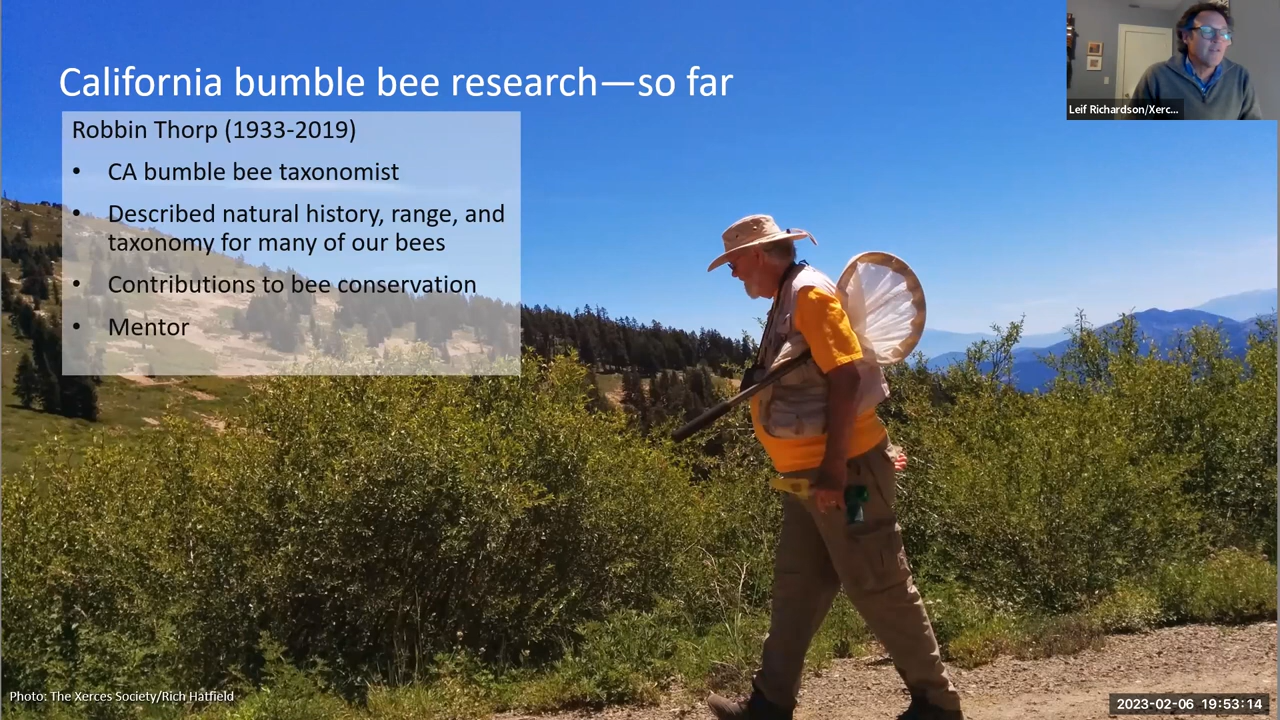 California bumble bee research—so far
Robbin Thorp (1933-2019)
• CA bumble bee taxonomist
• Described natural history, range, and
taxonomy for many of our bees
• Contributions to bee conservation
• Mentor
Leif Richardson/Xerc...
Photo: The Xerces Society/Rich Hatfield
2023-02-06 19:53:14